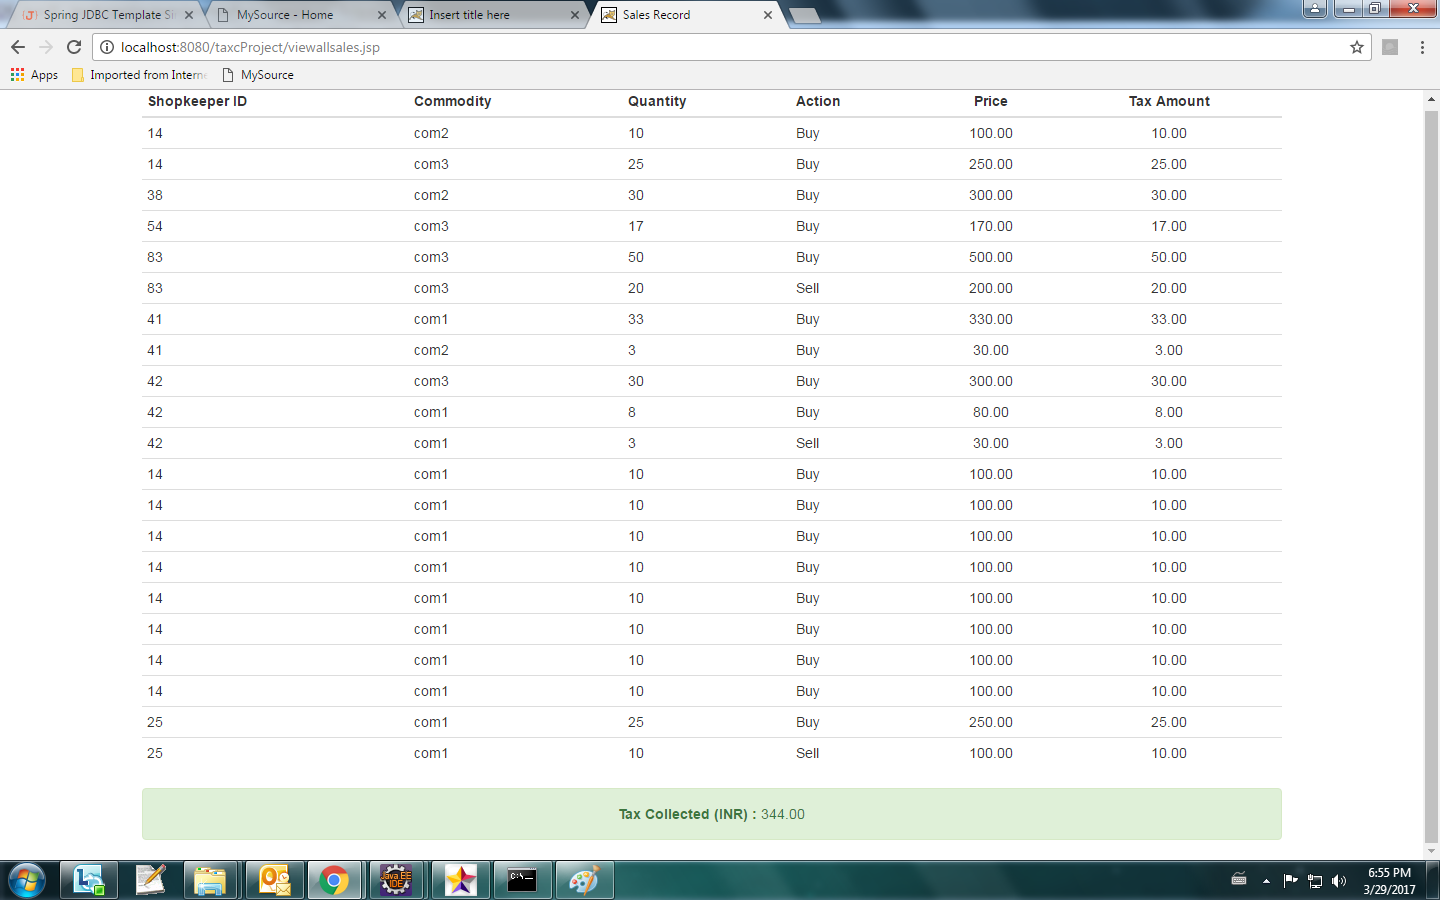 Spring JDBC Template Si
MySource - Home
Insert title here
Sales Record
localhost:8080/taxcProject/viewallsales.jsp
Apps Imported from Intern MySource
Shopkeeper ID Commodity Quantity Action Price Tax Amount
14 com2 10 Buy 100.00 10.00
14 com3 25 Buy 250.00 25.00
38 com2 30 Buy 300.00 30.00
54 com3 17 Buy 170.00 17.00
83 com3 50 Buy 500.00 50.00
83 com3 20 Sell 200.00 20.00
41 com1 33 Buy 330.00 33.00
41 com2 3 Buy 30.00 3.00
42 com3 30 Buy 300.00 30.00
42 com1 8 Buy 80.00 8.00
42 com1 3 Sell 30.00 3.00
14 com1 10 Buy 100.00 10.00
14 com1 10 Buy 100.00 10.00
14 com1 10 Buy 100.00 10.00
14 com1 10 Buy 100.00 10.00
14 com1 10 Buy 100.00 10.00
14 com1 10 Buy 100.00 10.00
14 com1 10 Buy 100.00 10.00
14 com1 10 Buy 100.00 10.00
25 com1 25 Buy 250.00 25.00
25 com1 10 Sell 100.00 10.00
Tax Collected (INR) : 344.00
Java EE
IDE
C:\_
6:55 PM
3/29/2017